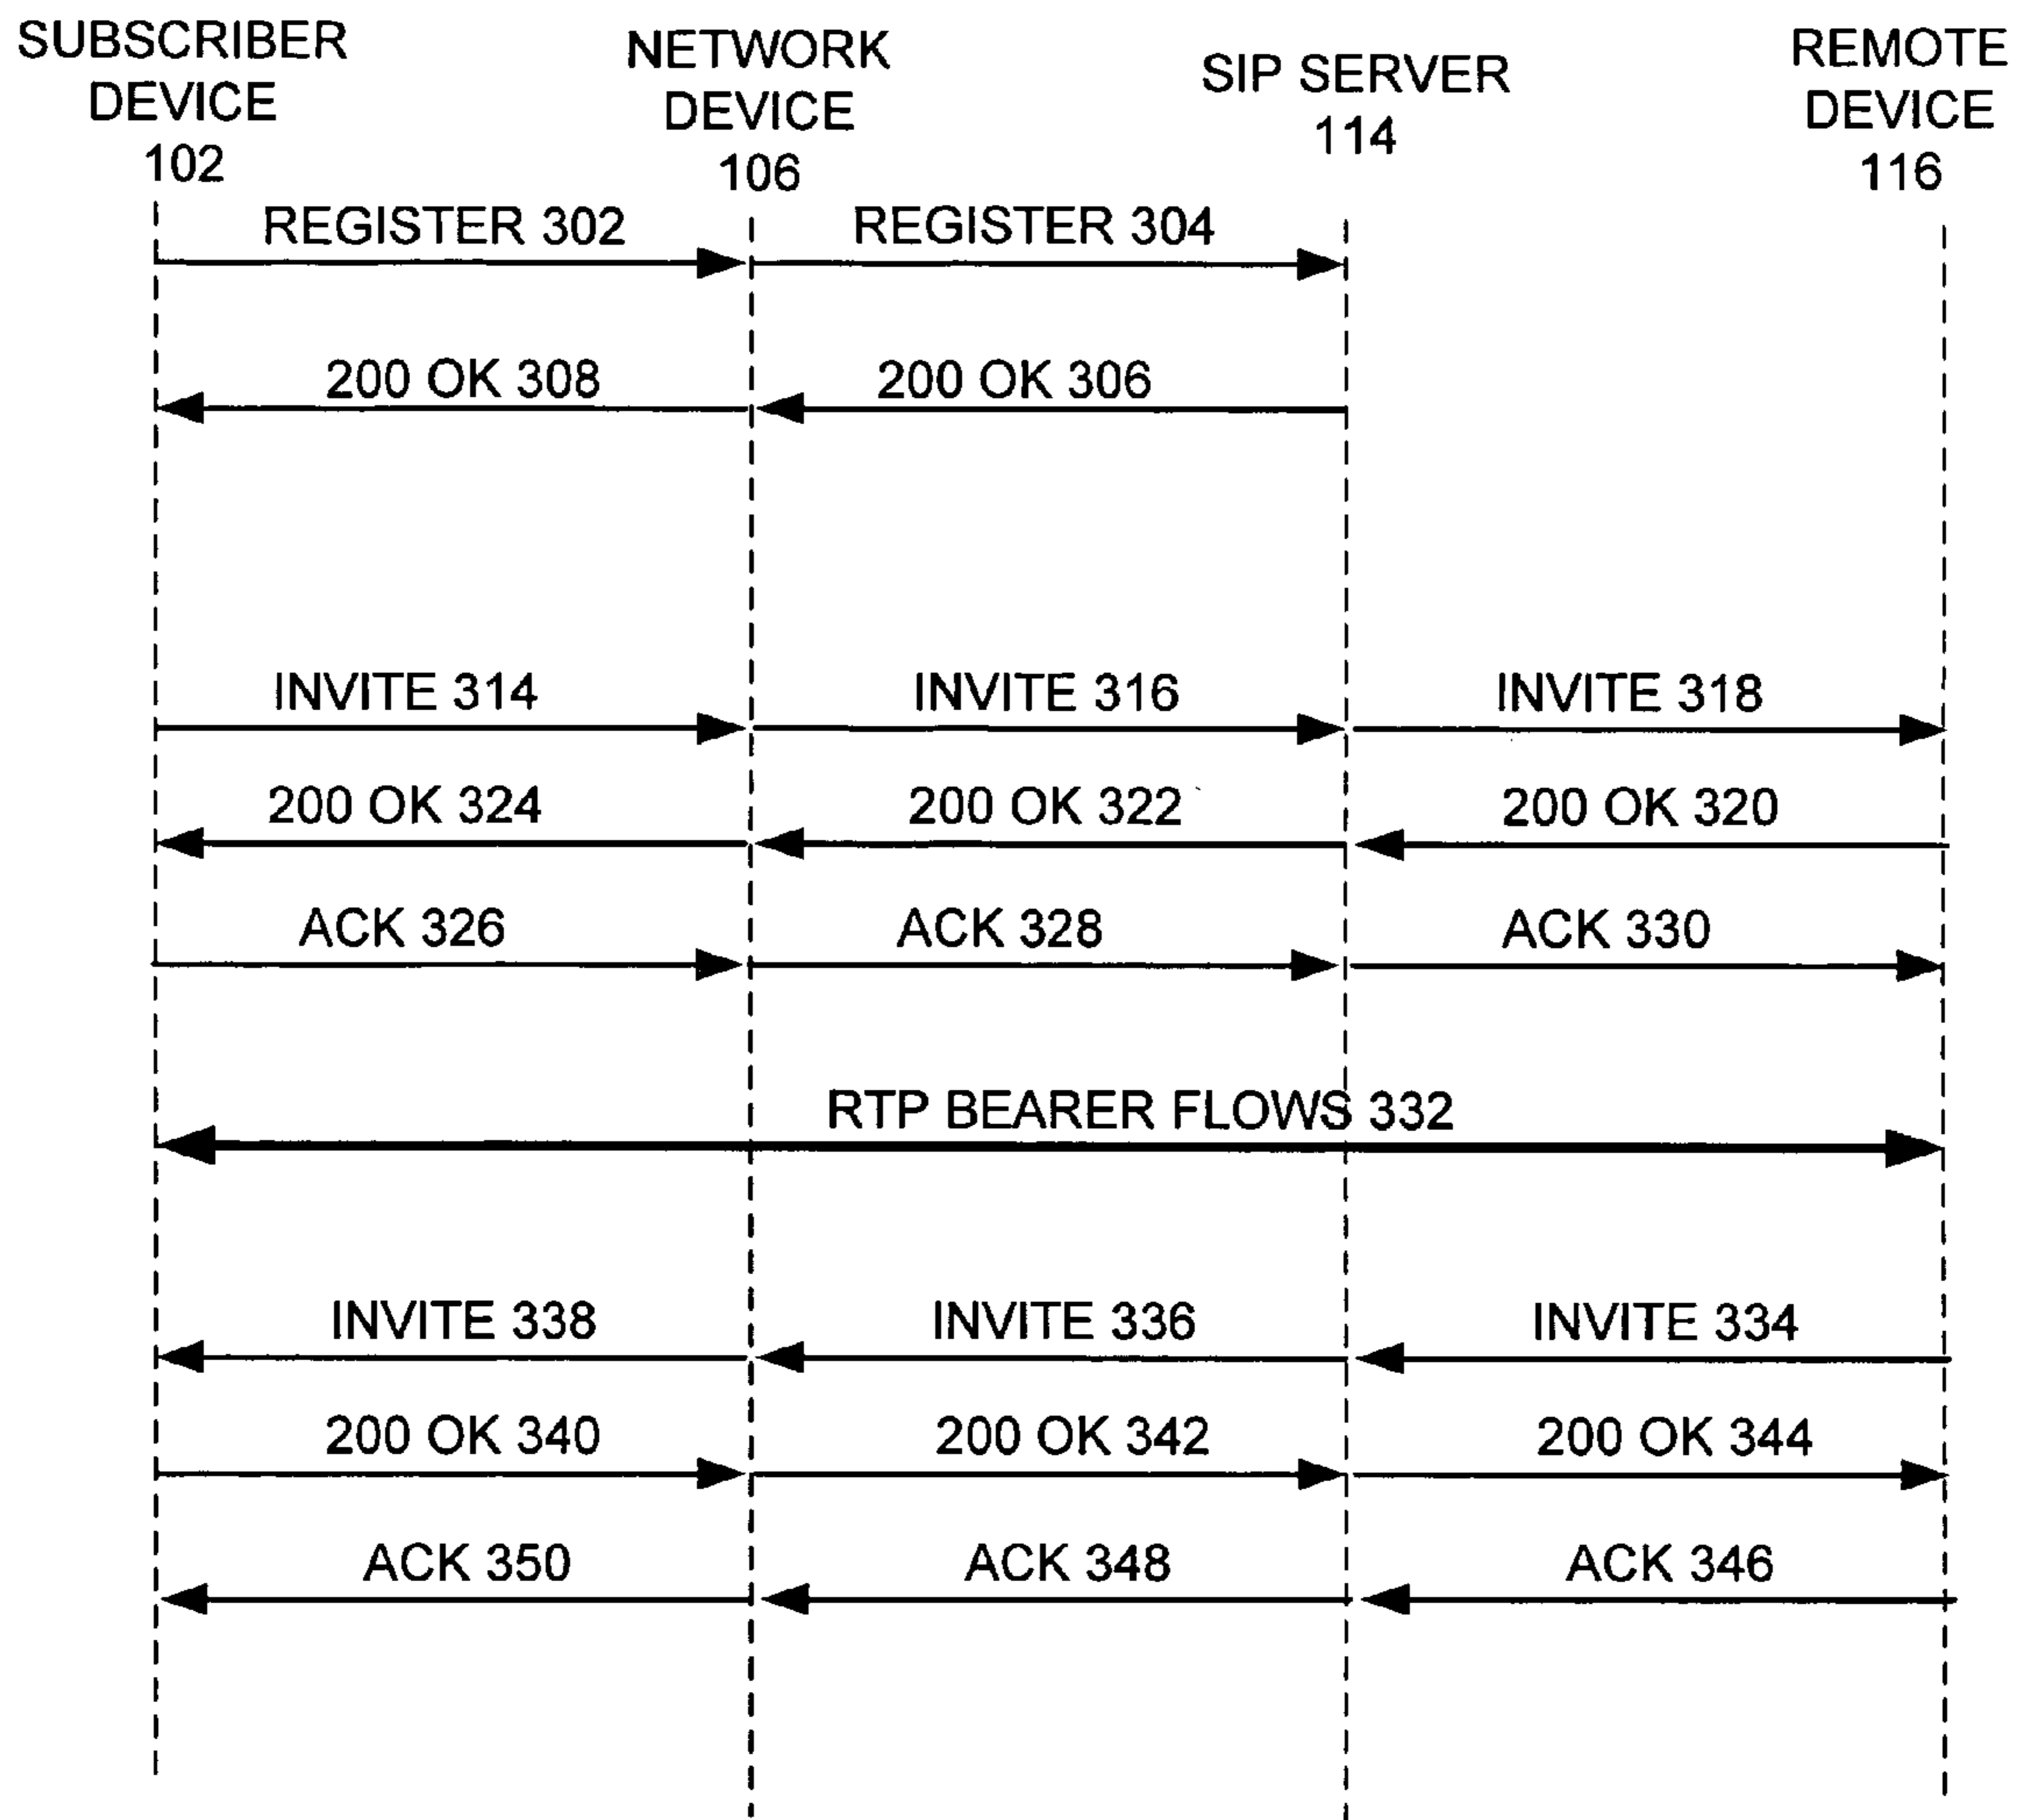 SUBSCRIBER
DEVICE
102
NETWORK
DEVICE
106
SIP SERVER
114
REMOTE
DEVICE
116
REGISTER 302
REGISTER 304
200 OK 308
200 OK 306
INVITE 314
INVITE 316
INVITE 318
200 OK 324
200 OK 322
200 OK 320
ACK 326
ACK 328
ACK 330
RTP BEARER FLOWS 332
INVITE 338
INVITE 336
INVITE 334
200 OK 340
200 OK 342
200 OK 344
ACK 350
ACK 348
ACK 346